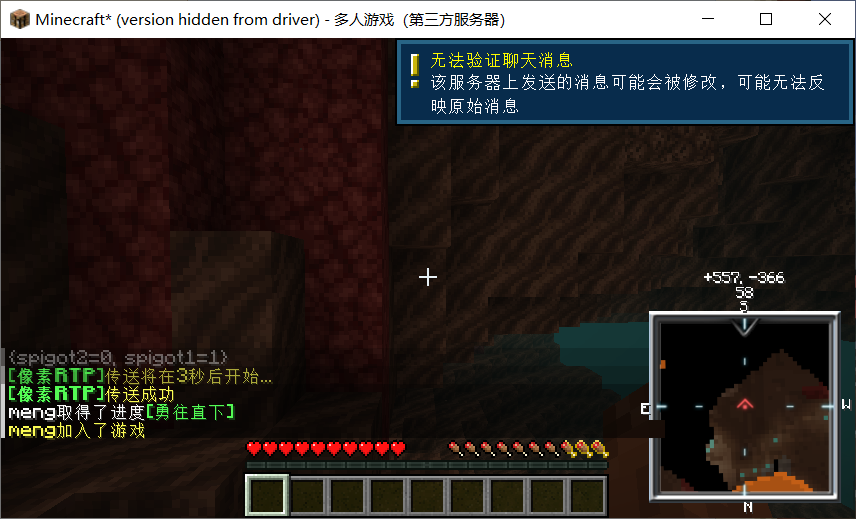 Minecraft* (version hidden from driver) - 多人游戏（第三方服务器）
无法验证聊天消息
该服务器上发送的消息可能会被修改，可能无法反
映原始消息
+557, -366
58
S
E
W
N
{spigot2=0, spigot1=1}
[像素RTP]传送将在3秒后开始...
[像素RTP]传送成功
meng取得了进度[勇往直下]
meng加入了游戏